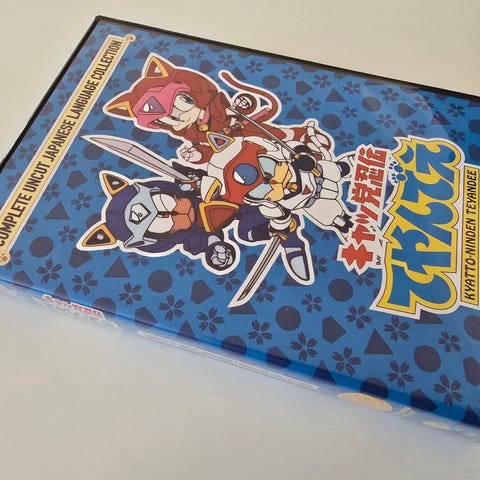 COMPLETE UNCUT JAPANESE LANGUAGE COLLECTION
キャッ党忍伝
てやんでえ
KYATTO-NINDEN TEYANDEE